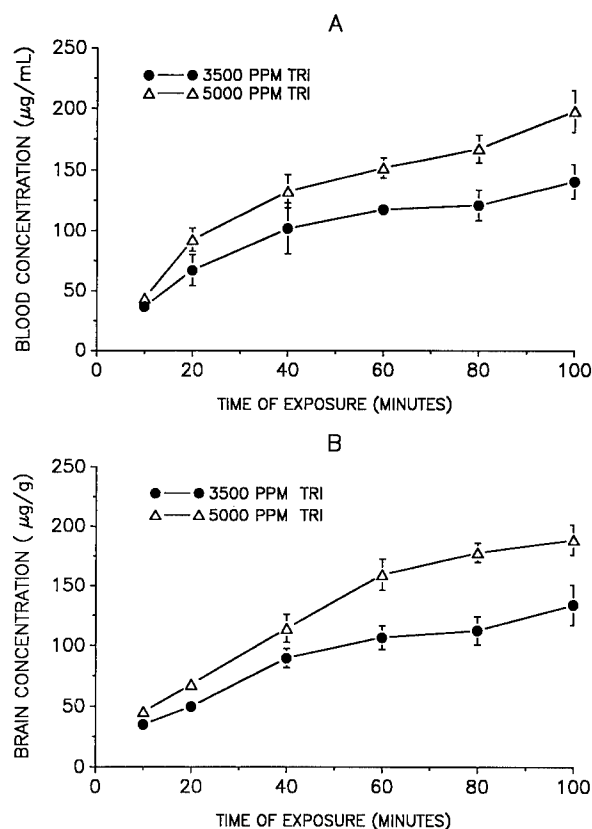 A
3500 PPM TRI
5000 PPM TRI
BLOOD CONCENTRATION (µg/mL)
250
200
150
100
50
0
0 20 40 60 80 100
TIME OF EXPOSURE (MINUTES)
B
3500 PPM TRI
5000 PPM TRI
BRAIN CONCENTRATION ( µg/g)
250
200
150
100
50
0
0 20 40 60 80 100
TIME OF EXPOSURE (MINUTES)